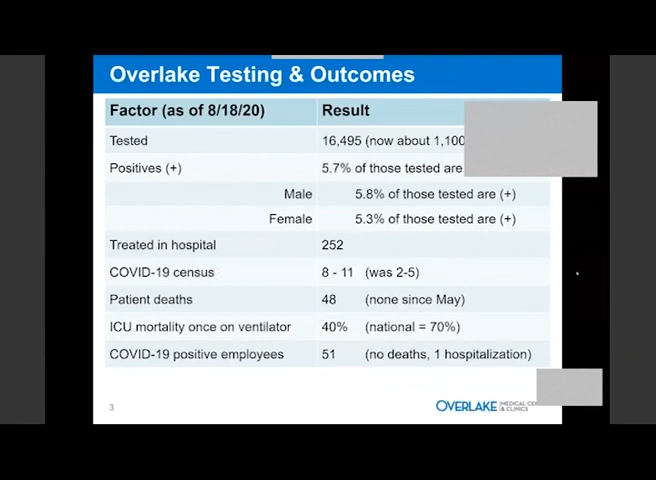 Overlake Testing & Outcomes
Factor (as of 8/18/20) Result
Tested 16,495 (now about 1,100
Positives (+) 5.7% of those tested are
Male 5.8% of those tested are (+)
Female 5.3% of those tested are (+)
Treated in hospital 252
COVID-19 census 8 - 11 (was 2-5)
Patient deaths 48 (none since May)
ICU mortality once on ventilator 40% (national = 70%)
COVID-19 positive employees 51 (no deaths, 1 hospitalization)
3
OVERLAKE MEDICAL
& CLINICS